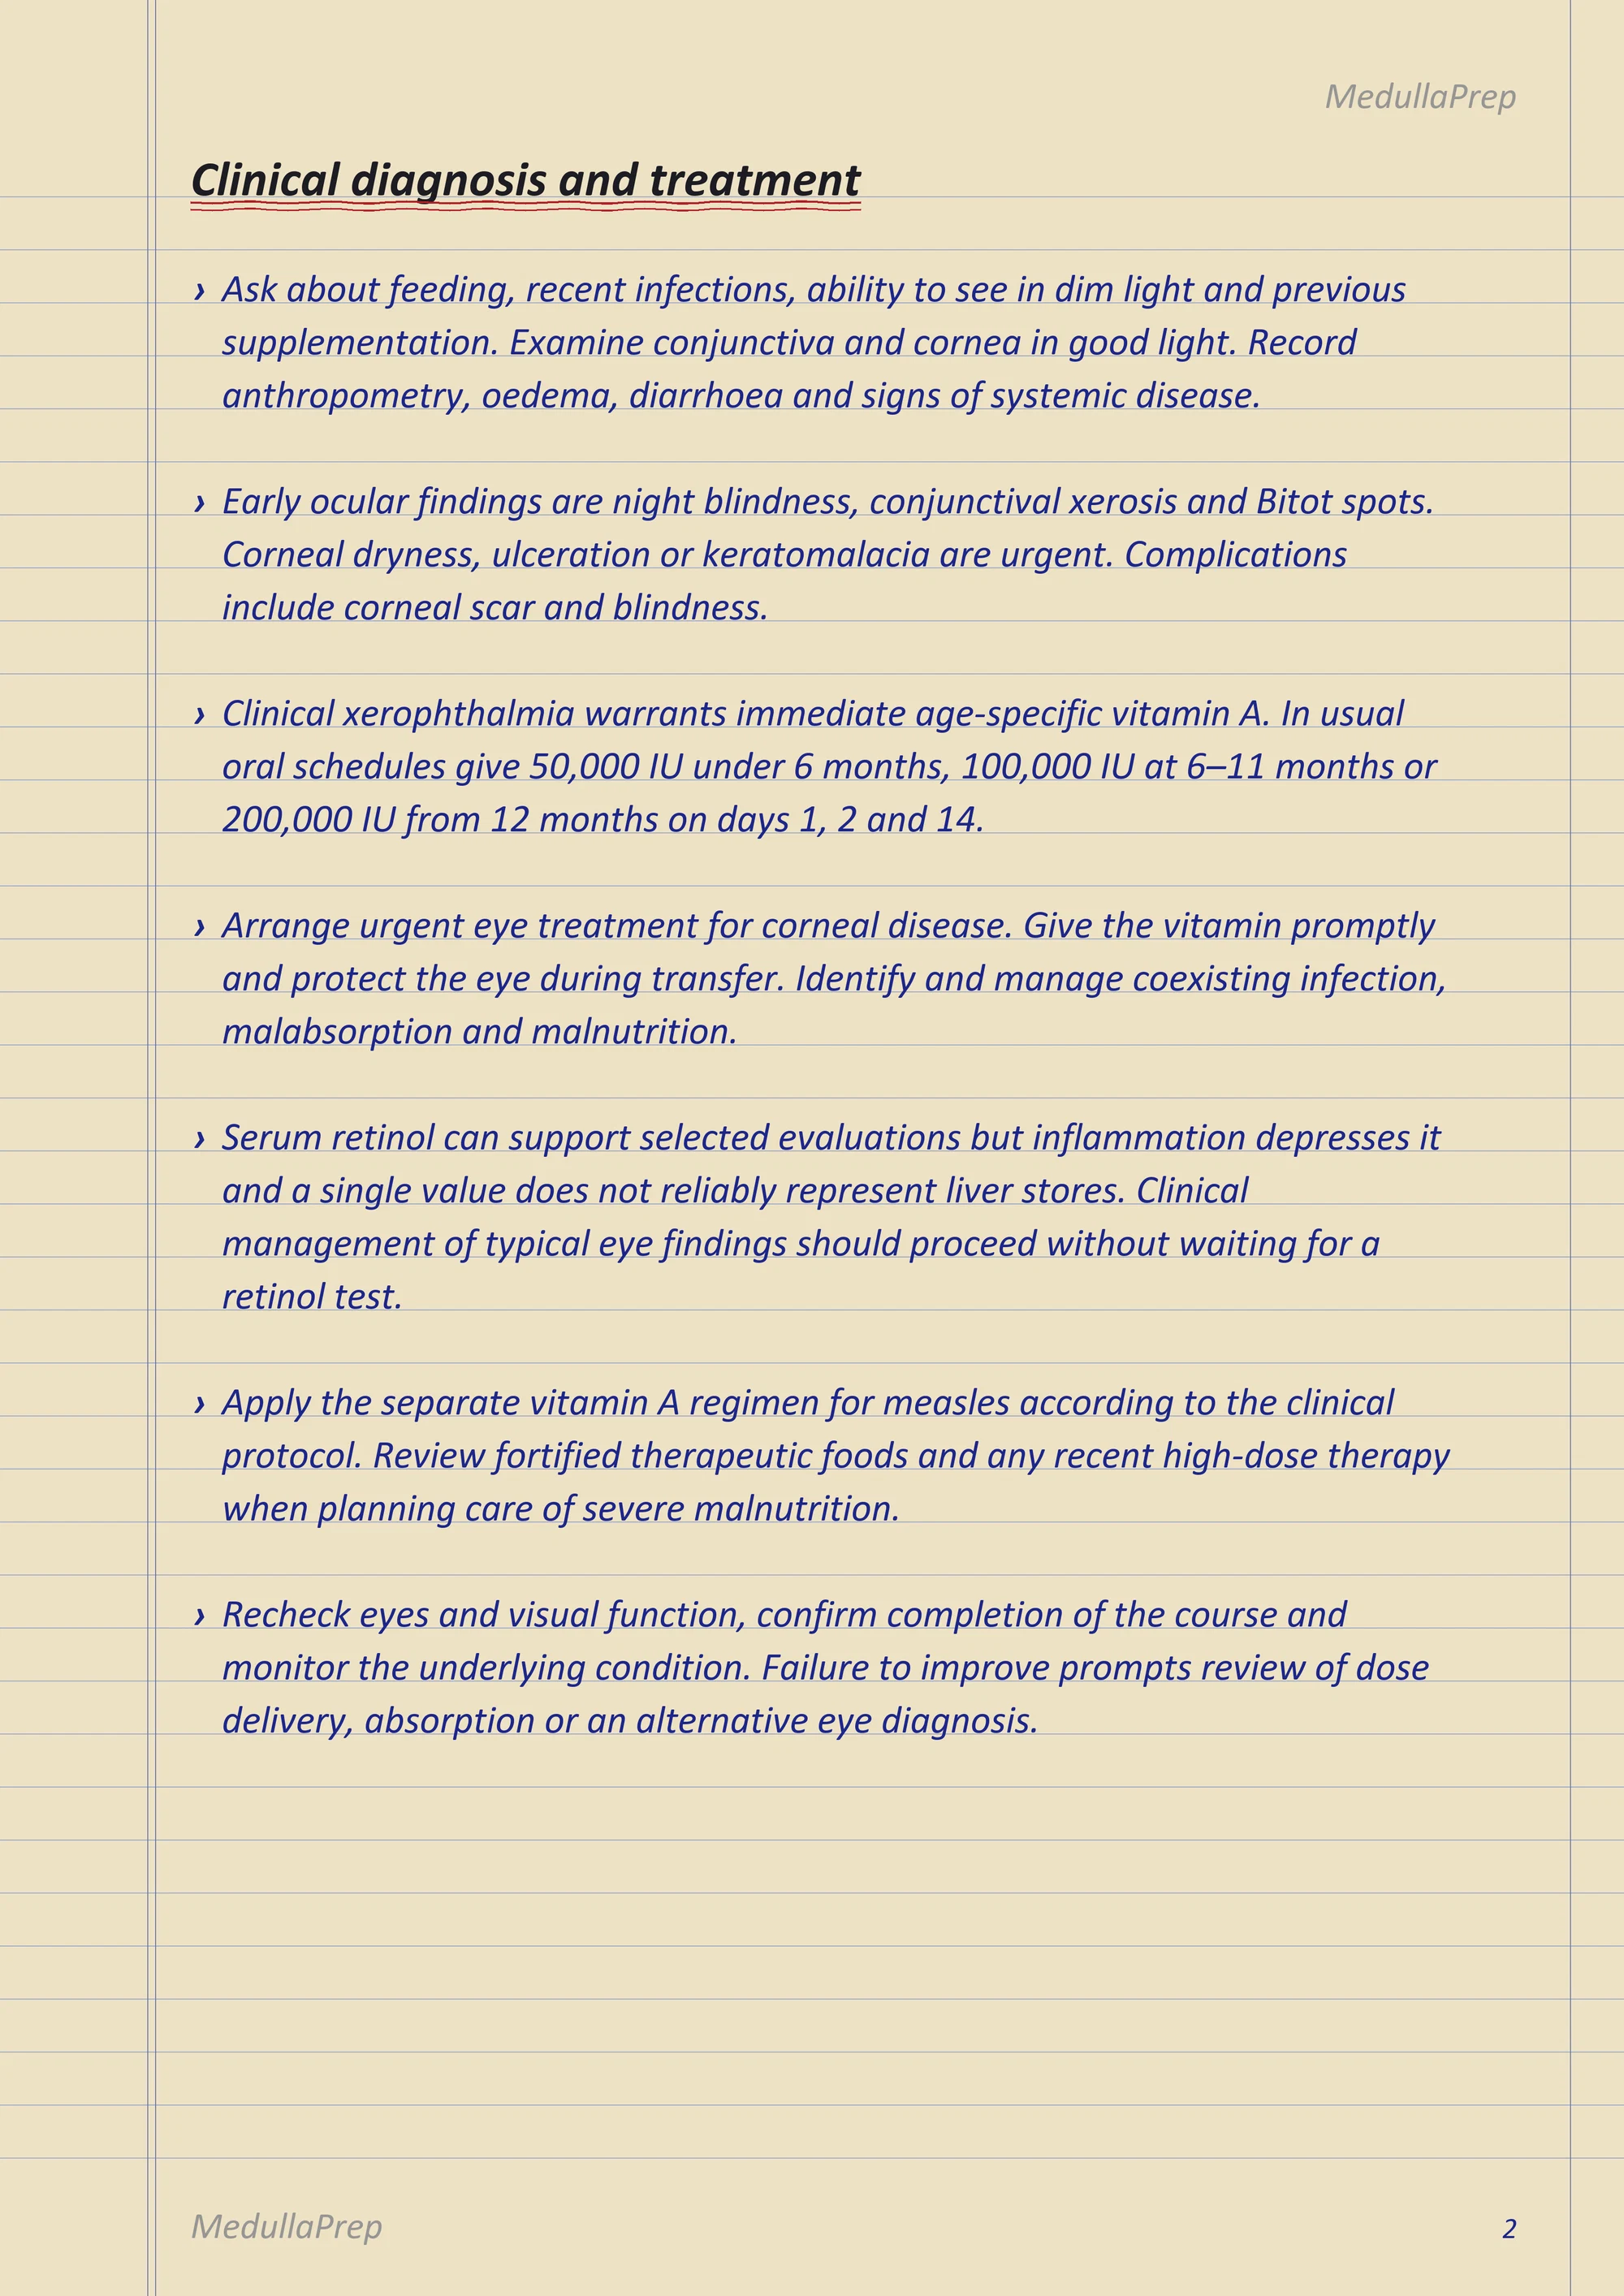 MedullaPrep
Clinical diagnosis and treatment
› Ask about feeding, recent infections, ability to see in dim light and previous
supplementation. Examine conjunctiva and cornea in good light. Record
anthropometry, oedema, diarrhoea and signs of systemic disease.
› Early ocular findings are night blindness, conjunctival xerosis and Bitot spots.
Corneal dryness, ulceration or keratomalacia are urgent. Complications
include corneal scar and blindness.
› Clinical xerophthalmia warrants immediate age-specific vitamin A. In usual
oral schedules give 50,000 IU under 6 months, 100,000 IU at 6–11 months or
200,000 IU from 12 months on days 1, 2 and 14.
› Arrange urgent eye treatment for corneal disease. Give the vitamin promptly
and protect the eye during transfer. Identify and manage coexisting infection,
malabsorption and malnutrition.
› Serum retinol can support selected evaluations but inflammation depresses it
and a single value does not reliably represent liver stores. Clinical
management of typical eye findings should proceed without waiting for a
retinol test.
› Apply the separate vitamin A regimen for measles according to the clinical
protocol. Review fortified therapeutic foods and any recent high-dose therapy
when planning care of severe malnutrition.
› Recheck eyes and visual function, confirm completion of the course and
monitor the underlying condition. Failure to improve prompts review of dose
delivery, absorption or an alternative eye diagnosis.
MedullaPrep
2